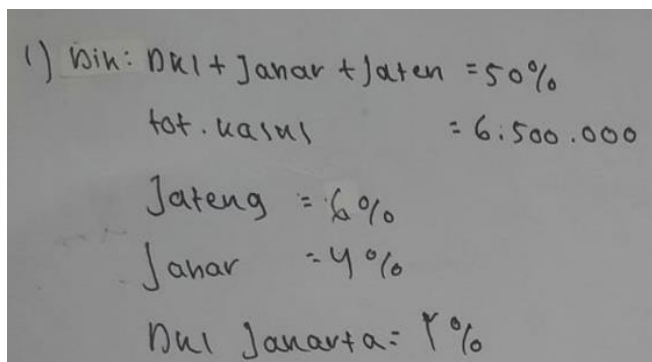 1) Dik: DKI + Jabar + Jaten = 50%
tot. kasus = 6.500.000
Jateng = 6%
Jabar = 4%
DKI Jakarta = %